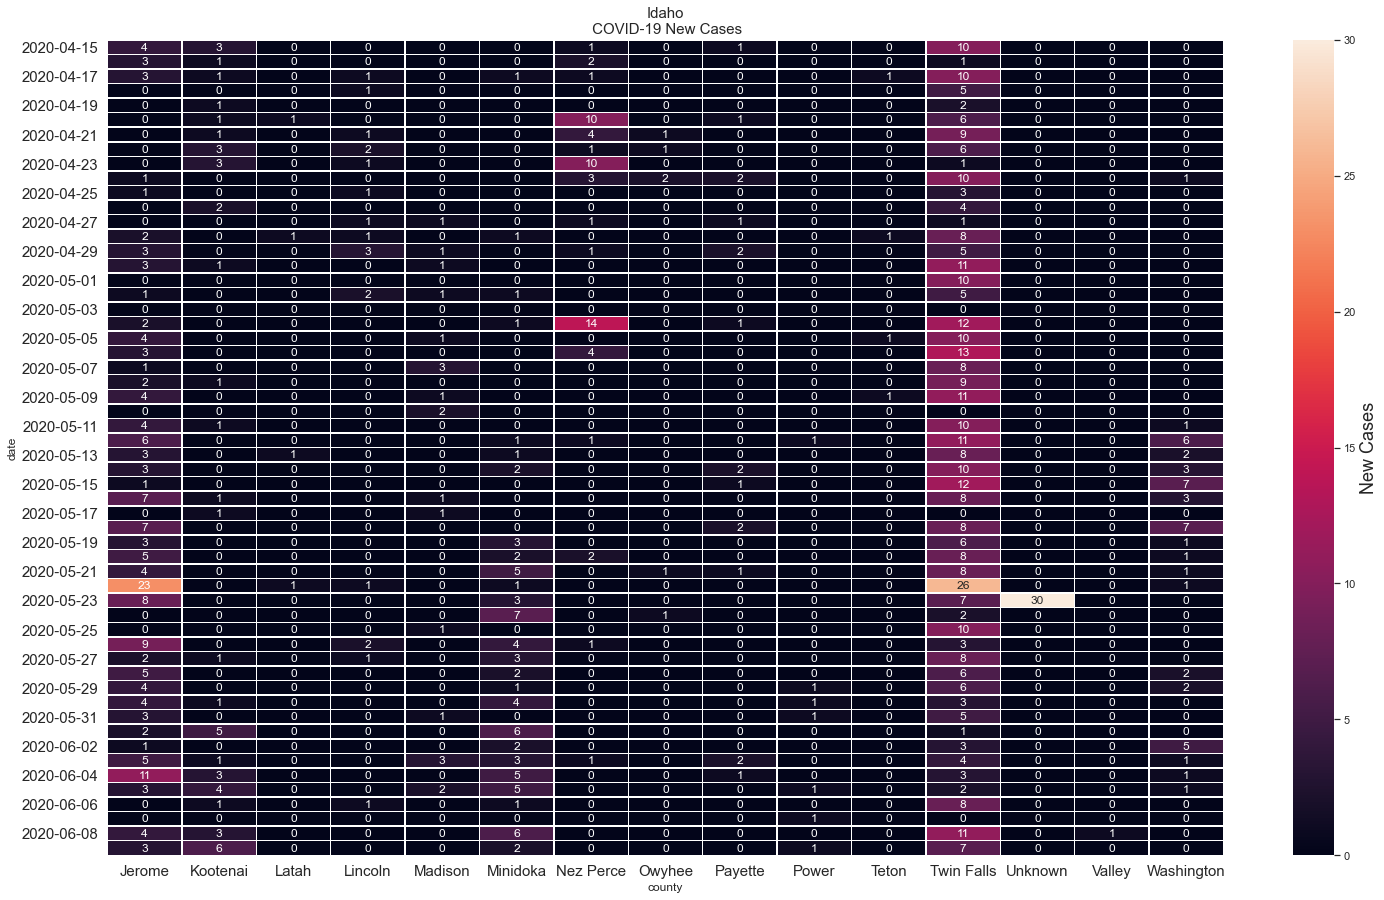 Idaho
COVID-19 New Cases
2020-04-15 4 3 0 0 0 0 1 0 1 0 0 10 0 0 0
3 1 0 0 0 0 2 0 0 0 0 1 0 0 0
2020-04-17 3 1 0 1 0 1 1 0 0 0 1 10 0 0 0
0 0 0 1 0 0 0 0 0 0 0 5 0 0 0
2020-04-19 0 1 0 0 0 0 0 0 0 0 0 2 0 0 0
0 1 1 0 0 0 10 0 1 0 0 6 0 0 0
2020-04-21 0 1 0 1 0 0 4 1 0 0 0 9 0 0 0
0 3 0 2 0 0 1 1 0 0 0 6 0 0 0
2020-04-23 0 3 0 1 0 0 10 0 0 0 0 1 0 0 0
1 0 0 0 0 0 3 2 2 0 0 10 0 0 1
2020-04-25 1 0 0 1 0 0 0 0 0 0 0 3 0 0 0
0 2 0 0 0 0 0 0 0 0 0 4 0 0 0
2020-04-27 0 0 0 1 1 0 1 0 1 0 0 1 0 0 0
2 0 1 1 0 1 0 0 0 0 1 8 0 0 0
2020-04-29 3 0 0 3 1 0 1 0 2 0 0 5 0 0 0
3 1 0 0 1 0 0 0 0 0 0 11 0 0 0
2020-05-01 0 0 0 0 0 0 0 0 0 0 0 10 0 0 0
1 0 0 2 1 1 0 0 0 0 0 5 0 0 0
2020-05-03 0 0 0 0 0 0 0 0 0 0 0 0 0 0 0
2 0 0 0 0 1 14 0 1 0 0 12 0 0 0
2020-05-05 4 0 0 0 1 0 0 0 0 0 1 10 0 0 0
3 0 0 0 0 0 4 0 0 0 0 13 0 0 0
2020-05-07 1 0 0 0 3 0 0 0 0 0 0 8 0 0 0
2 1 0 0 0 0 0 0 0 0 0 9 0 0 0
2020-05-09 4 0 0 0 1 0 0 0 0 0 1 11 0 0 0
0 0 0 0 2 0 0 0 0 0 0 0 0 0 0
2020-05-11 4 1 0 0 0 0 0 0 0 0 0 10 0 0 1
6 0 0 0 0 1 1 0 0 1 0 11 0 0 6
2020-05-13 3 0 1 0 0 1 0 0 0 0 0 8 0 0 2
3 0 0 0 0 2 0 0 2 0 0 10 0 0 3
2020-05-15 1 0 0 0 0 0 0 0 1 0 0 12 0 0 7
7 1 0 0 1 0 0 0 0 0 0 8 0 0 3
2020-05-17 0 1 0 0 1 0 0 0 0 0 0 0 0 0 0
7 0 0 0 0 0 0 0 2 0 0 8 0 0 7
2020-05-19 3 0 0 0 0 3 0 0 0 0 0 6 0 0 1
5 0 0 0 0 2 2 0 0 0 0 8 0 0 1
2020-05-21 4 0 0 0 0 5 0 1 1 0 0 8 0 0 1
23 0 1 1 0 1 0 0 0 0 0 26 0 0 1
2020-05-23 8 0 0 0 0 3 0 0 0 0 0 7 30 0 0
0 0 0 0 0 7 0 1 0 0 0 2 0 0 0
2020-05-25 0 0 0 0 1 0 0 0 0 0 0 10 0 0 0
9 0 0 2 0 4 1 0 0 0 0 3 0 0 0
2020-05-27 2 1 0 1 0 3 0 0 0 0 0 8 0 0 0
5 0 0 0 0 2 0 0 0 0 0 6 0 0 2
2020-05-29 4 0 0 0 0 1 0 0 0 1 0 6 0 0 2
4 1 0 0 0 4 0 0 0 1 0 3 0 0 0
2020-05-31 3 0 0 0 1 0 0 0 0 1 0 5 0 0 0
2 5 0 0 0 6 0 0 0 0 0 1 0 0 0
2020-06-02 1 0 0 0 0 2 0 0 0 0 0 3 0 0 5
5 1 0 0 3 3 1 0 2 0 0 4 0 0 1
2020-06-04 11 3 0 0 0 5 0 0 1 0 0 3 0 0 1
3 4 0 0 2 5 0 0 0 1 0 2 0 0 1
2020-06-06 0 1 0 1 0 1 0 0 0 0 0 8 0 0 0
0 0 0 0 0 0 0 0 0 1 0 0 0 0 0
2020-06-08 4 3 0 0 0 6 0 0 0 0 0 11 0 1 0
3 6 0 0 0 2 0 0 0 1 0 7 0 0 0
Jerome Kootenai Latah Lincoln Madison Minidoka Nez Perce Owyhee Payette Power Teton Twin Falls Unknown Valley Washington
county
date
30
25
20
15
10
5
0
New Cases